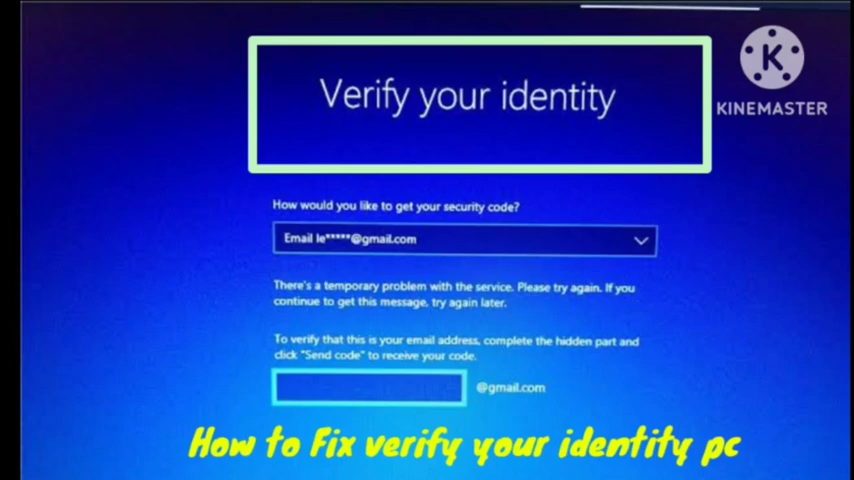 K
KINEMASTER
Verify your identity
How would you like to get your security code?
Email le*****@gmail.com
There's a temporary problem with the service. Please try again. If you
continue to get this message, try again later.
To verify that this is your email address, complete the hidden part and
click "Send code" to receive your code.
@gmail.com
How to Fix verify your identity pc